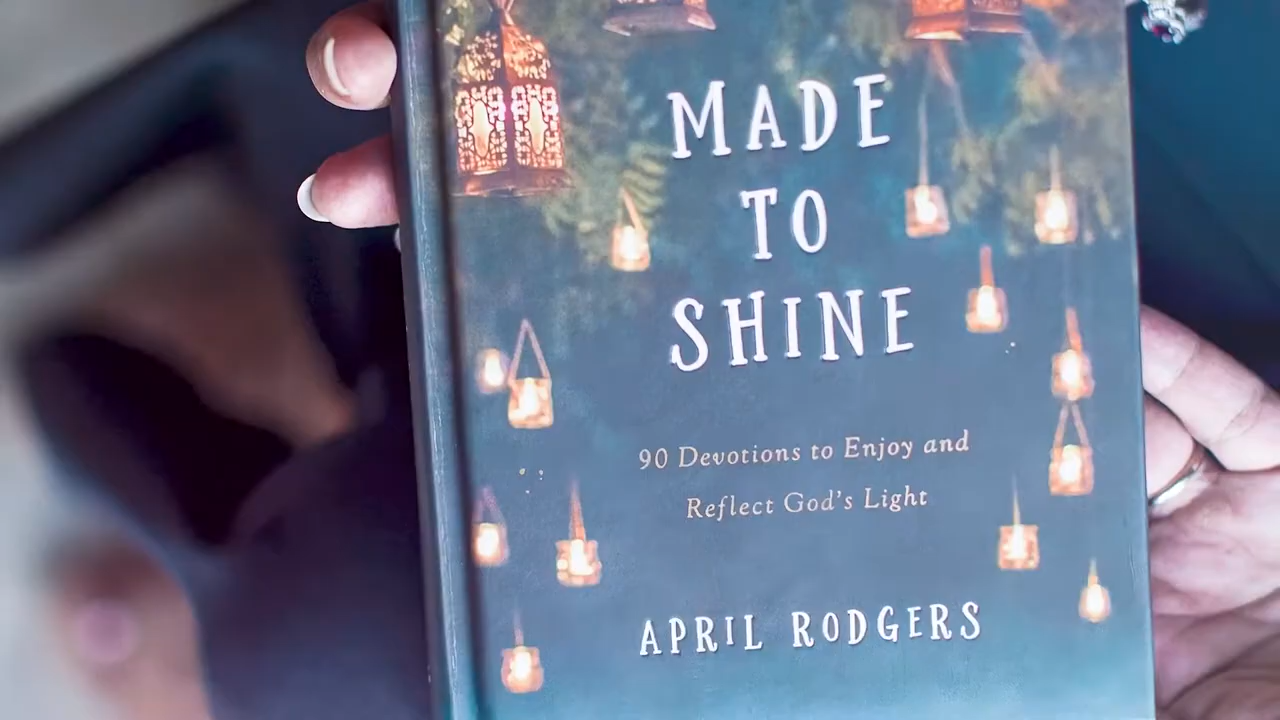 MADE
TO
SHINE
90 Devotions to Enjoy and
Reflect God's Light
APRIL RODGERS